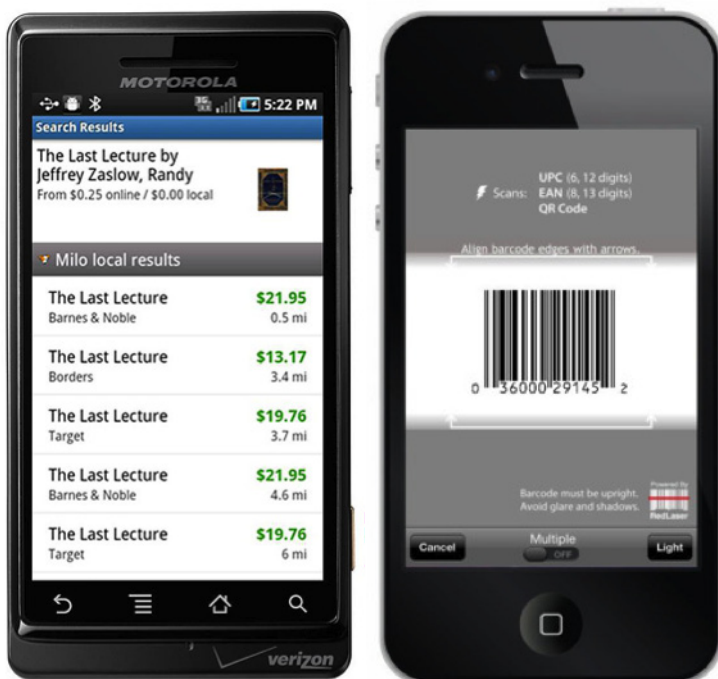 MOTOROLA
3G
5:22 PM
Search Results
The Last Lecture by
Jeffrey Zaslow, Randy
From $0.25 online / $0.00 local
Milo local results
The Last Lecture $21.95
Barnes & Noble 0.5 mi
The Last Lecture $13.17
Borders 3.4 mi
The Last Lecture $19.76
Target 3.7 mi
The Last Lecture $21.95
Barnes & Noble 4.6 mi
The Last Lecture $19.76
Target 6 mi
verizon
UPC (6, 12 digits)
Scans: EAN (8, 13 digits)
QR Code
Align barcode edges with arrows.
0 36000 29145 2
Barcode must be upright.
Avoid glare and shadows.
Powered By
RedLaser
Cancel
Multiple
OFF
Light